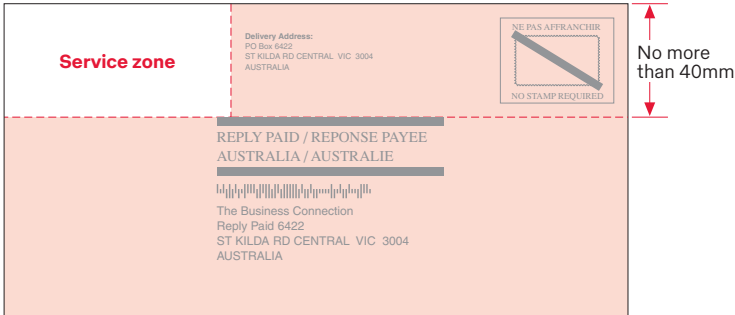 Service zone
Delivery Address:
PO Box 6422
ST KILDA RD CENTRAL VIC 3004
AUSTRALIA
NE PAS AFFRANCHIR
NO STAMP REQUIRED
No more
than 40mm
REPLY PAID / REPONSE PAYEE
AUSTRALIA / AUSTRALIE
The Business Connection
Reply Paid 6422
ST KILDA RD CENTRAL VIC 3004
AUSTRALIA